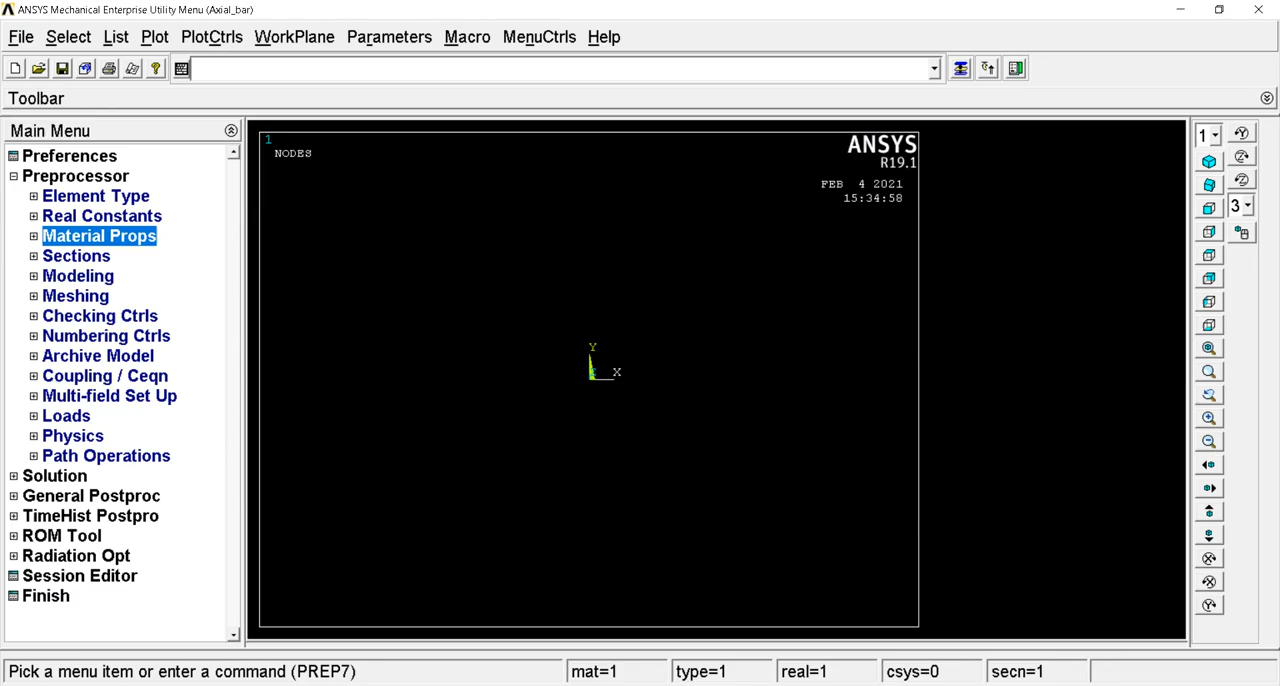 ANSYS Mechanical Enterprise Utility Menu (Axial_bar)
File Select List Plot PlotCtrls WorkPlane Parameters Macro MenuCtrls Help
Toolbar
Main Menu
Preferences
Preprocessor
Element Type
Real Constants
Material Props
Sections
Modeling
Meshing
Checking Ctrls
Numbering Ctrls
Archive Model
Coupling / Ceqn
Multi-field Set Up
Loads
Physics
Path Operations
Solution
General Postproc
TimeHist Postpro
ROM Tool
Radiation Opt
Session Editor
Finish
1
NODES
ANSYS
R19.1
FEB 4 2021
15:34:58
Y
X
1
3
Pick a menu item or enter a command (PREP7) mat=1 type=1 real=1 csys=0 secn=1